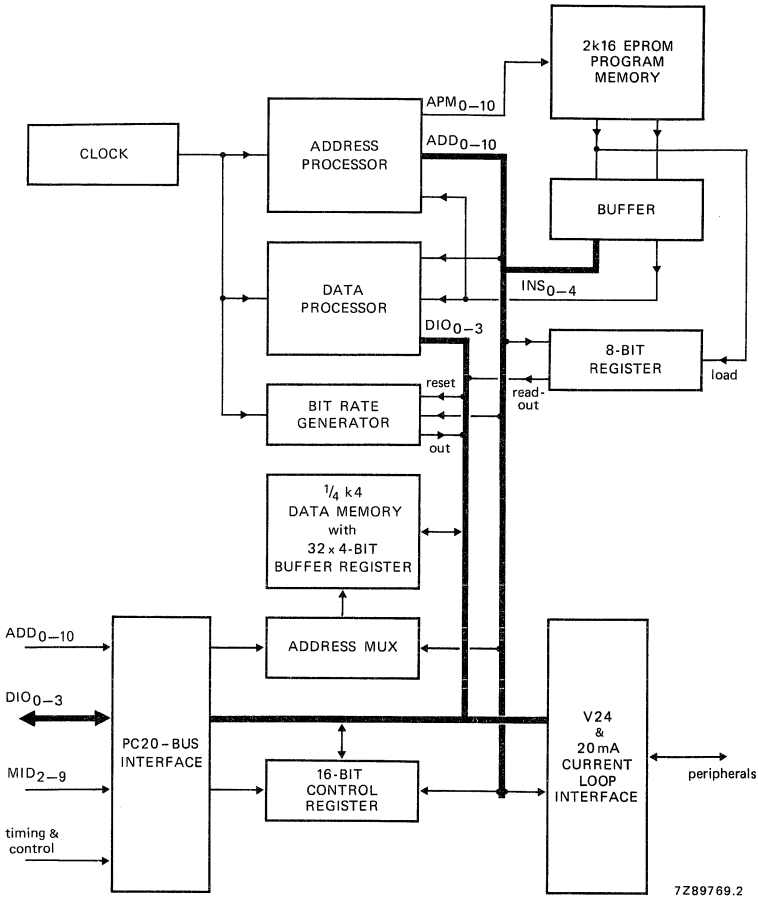 2k16 EPROM
PROGRAM
MEMORY
APM0–10
ADDRESS
PROCESSOR
ADD0–10
CLOCK
BUFFER
INS0–4
DATA
PROCESSOR
DIO0–3
8-BIT
REGISTER
load
read-
out
reset
BIT RATE
GENERATOR
out
1/4 k4
DATA MEMORY
with
32 x 4-BIT
BUFFER REGISTER
ADD0–10
ADDRESS MUX
DIO0–3
PC20–BUS
INTERFACE
V24
&
20 mA
CURRENT
LOOP
INTERFACE
peripherals
MID2–9
16-BIT
CONTROL
REGISTER
timing &
control
7Z89769.2